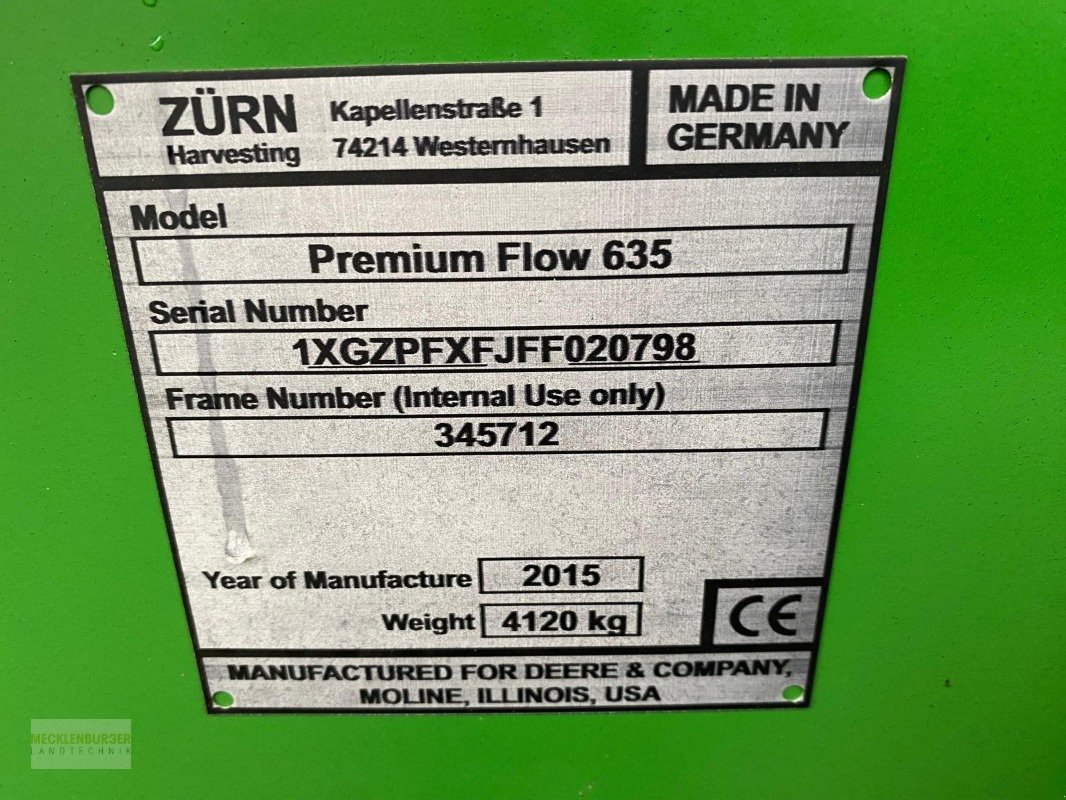 ZÜRN
Harvesting
Kapellenstraße 1
74214 Westernhausen
MADE IN
GERMANY
Model
Premium Flow 635
Serial Number
1XGZPFXFJFF020798
Frame Number (Internal Use only)
345712
Year of Manufacture 2015
Weight 4120 kg
CE
MANUFACTURED FOR DEERE & COMPANY,
MOLINE, ILLINOIS, USA
MECKLENBURGER
LANDTECHNIK